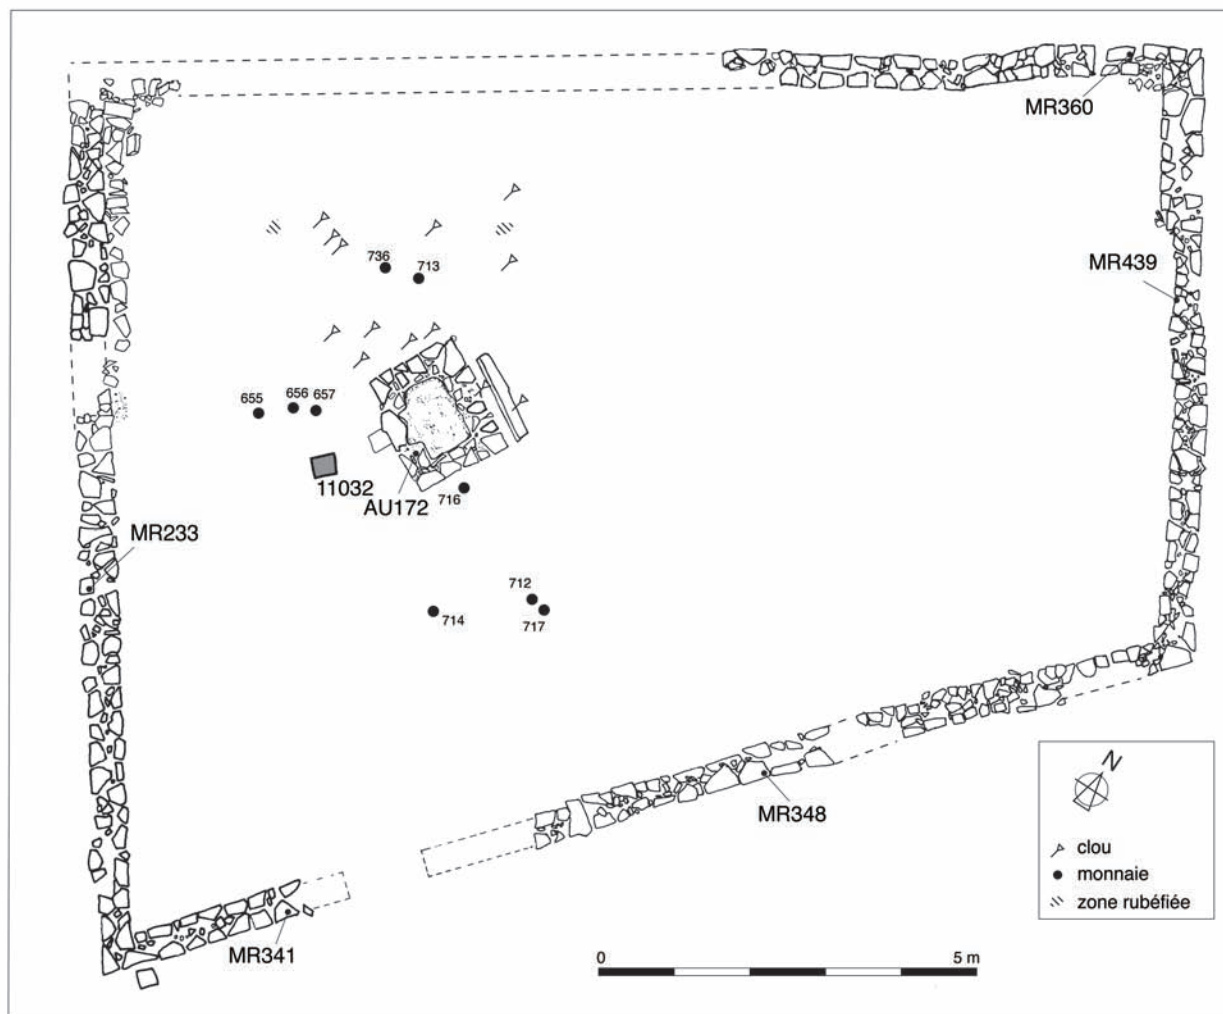 MR360
MR439
736
713
655
656
657
11032
AU172
716
MR233
712
714
717
MR348
MR341
N
clou
monnaie
zone rubéfiée
0
5 m